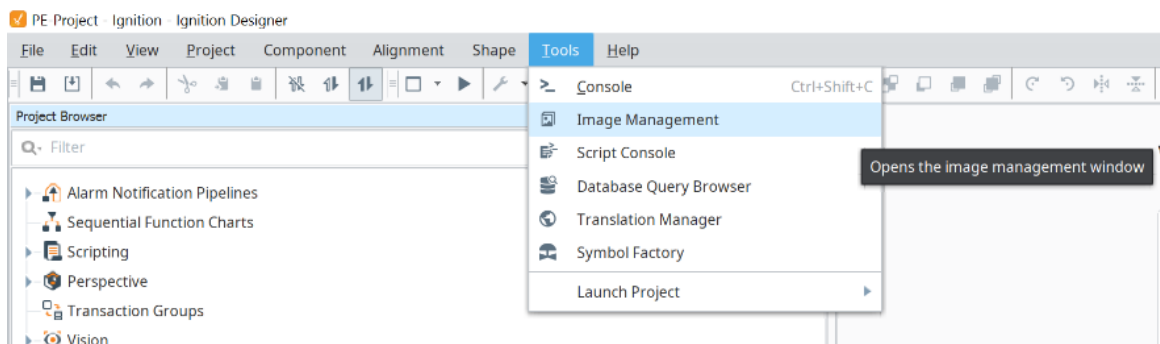 PE Project - Ignition - Ignition Designer
File Edit View Project Component Alignment Shape Tools Help
Console Ctrl+Shift+C
Project Browser
Image Management
Filter
Script Console
Opens the image management window
Database Query Browser
Alarm Notification Pipelines
Translation Manager
Sequential Function Charts
Symbol Factory
Scripting
Perspective
Launch Project
Transaction Groups
Vision